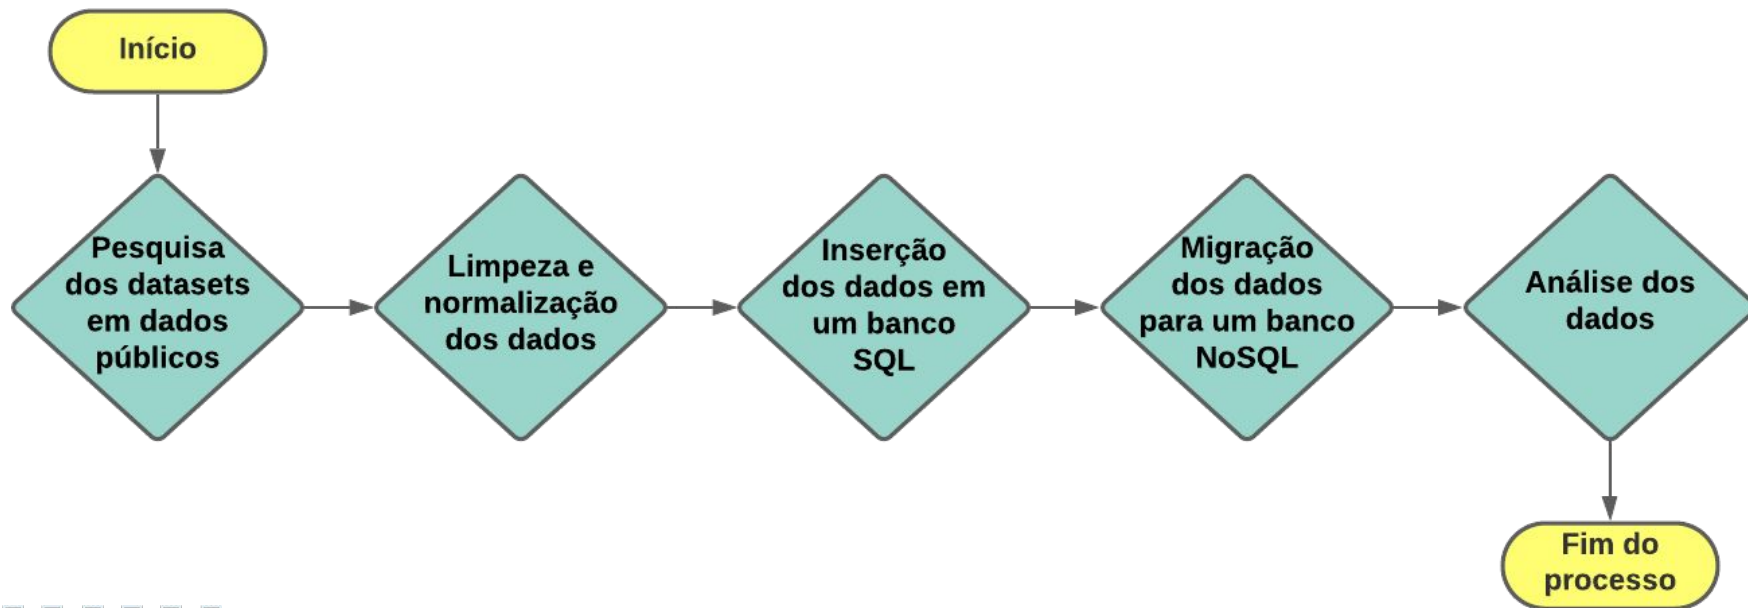 Início
Pesquisa
dos datasets
em dados
públicos
Limpeza e
normalização
dos dados
Inserção
dos dados em
um banco
SQL
Migração
dos dados
para um banco
NoSQL
Análise dos
dados
Fim do
processo